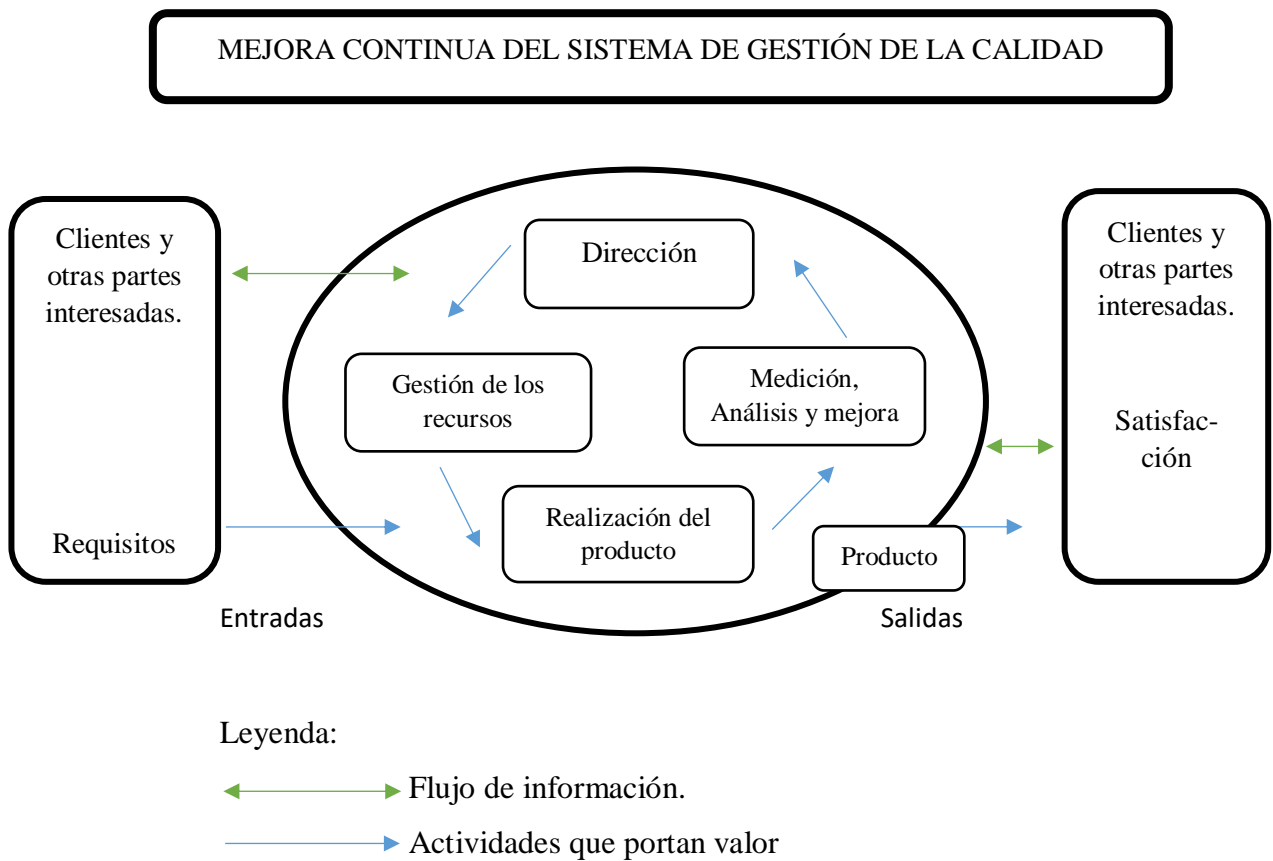 MEJORA CONTINUA DEL SISTEMA DE GESTIÓN DE LA CALIDAD
Clientes y
otras partes
interesadas.
Requisitos
Dirección
Gestión de los
recursos
Medición,
Análisis y mejora
Realización del
producto
Producto
Clientes y
otras partes
interesadas.
Satisfac-
ción
Entradas
Salidas
Leyenda:
Flujo de información.
Actividades que portan valor